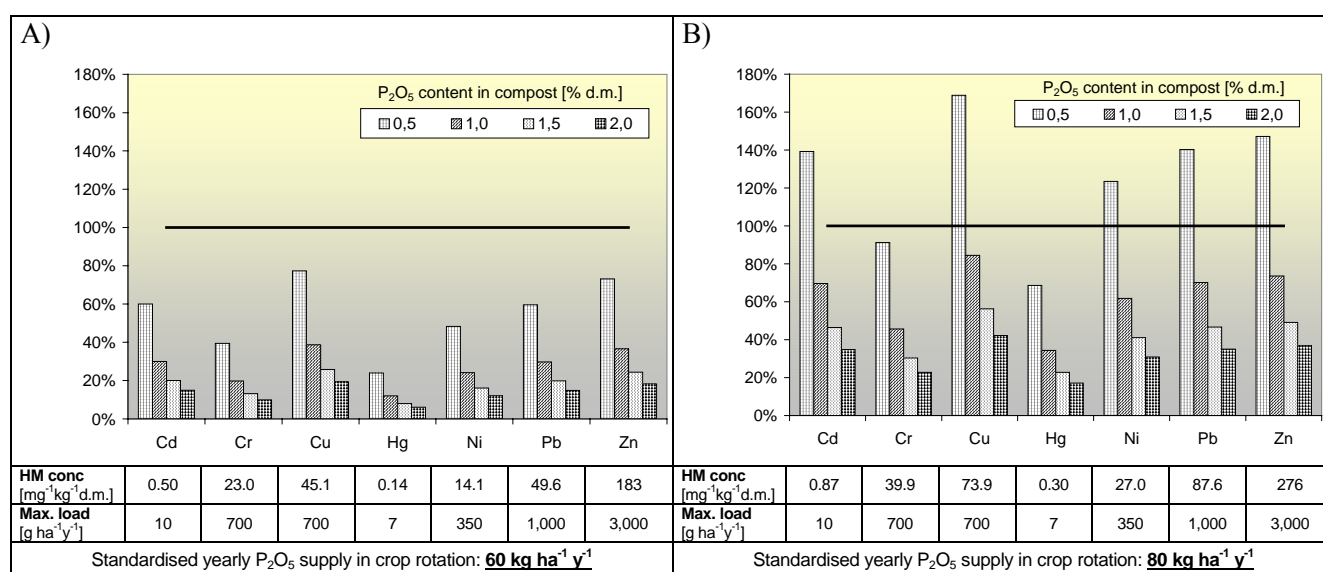 A)
180%
160%
140%
120%
100%
80%
60%
40%
20%
0%
P₂O₅ content in compost [% d.m.]
0,5 1,0 1,5 2,0
Cd Cr Cu Hg Ni Pb Zn
HM conc [mg⁻¹kg⁻¹d.m.] 0.50 23.0 45.1 0.14 14.1 49.6 183
Max. load [g ha⁻¹y⁻¹] 10 700 700 7 350 1,000 3,000
Standardised yearly P₂O₅ supply in crop rotation: 60 kg ha⁻¹ y⁻¹
B)
180%
160%
140%
120%
100%
80%
60%
40%
20%
0%
P₂O₅ content in compost [% d.m.]
0,5 1,0 1,5 2,0
Cd Cr Cu Hg Ni Pb Zn
HM conc [mg⁻¹kg⁻¹d.m.] 0.87 39.9 73.9 0.30 27.0 87.6 276
Max. load [g ha⁻¹y⁻¹] 10 700 700 7 350 1,000 3,000
Standardised yearly P₂O₅ supply in crop rotation: 80 kg ha⁻¹ y⁻¹